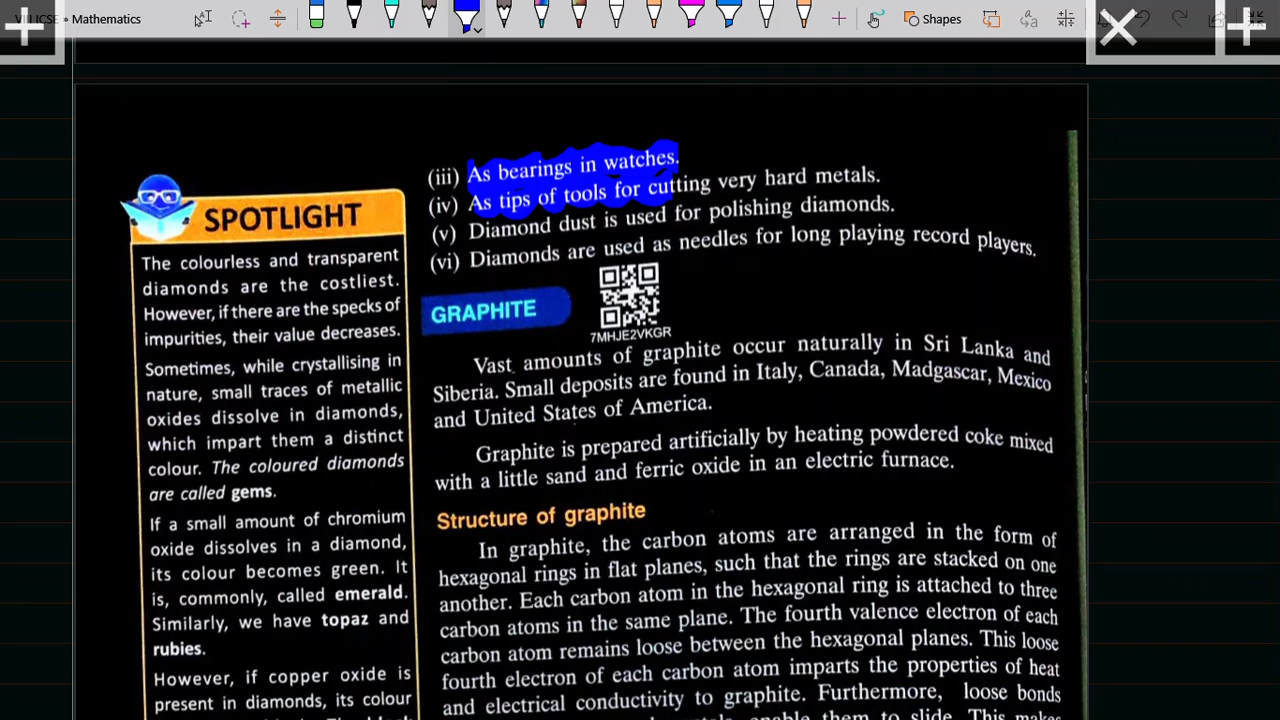 VII ICSE » Mathematics
Shapes
SPOTLIGHT
The colourless and transparent
diamonds are the costliest.
However, if there are the specks of
impurities, their value decreases.
Sometimes, while crystallising in
nature, small traces of metallic
oxides dissolve in diamonds,
which impart them a distinct
colour. The coloured diamonds
are called gems.
If a small amount of chromium
oxide dissolves in a diamond,
its colour becomes green. It
is, commonly, called emerald.
Similarly, we have topaz and
rubies.
However, if copper oxide is
present in diamonds, its colour
(iii) As bearings in watches.
(iv) As tips of tools for cutting very hard metals.
(v) Diamond dust is used for polishing diamonds.
(vi) Diamonds are used as needles for long playing record players.
GRAPHITE
7MHJE2VKGR
Vast amounts of graphite occur naturally in Sri Lanka and
Siberia. Small deposits are found in Italy, Canada, Madgascar, Mexico
and United States of America.
Graphite is prepared artificially by heating powdered coke mixed
with a little sand and ferric oxide in an electric furnace.
Structure of graphite
In graphite, the carbon atoms are arranged in the form of
hexagonal rings in flat planes, such that the rings are stacked on one
another. Each carbon atom in the hexagonal ring is attached to three
carbon atoms in the same plane. The fourth valence electron of each
carbon atom remains loose between the hexagonal planes. This loose
fourth electron of each carbon atom imparts the properties of heat
and electrical conductivity to graphite. Furthermore, loose bonds
enable them to slide. This makes